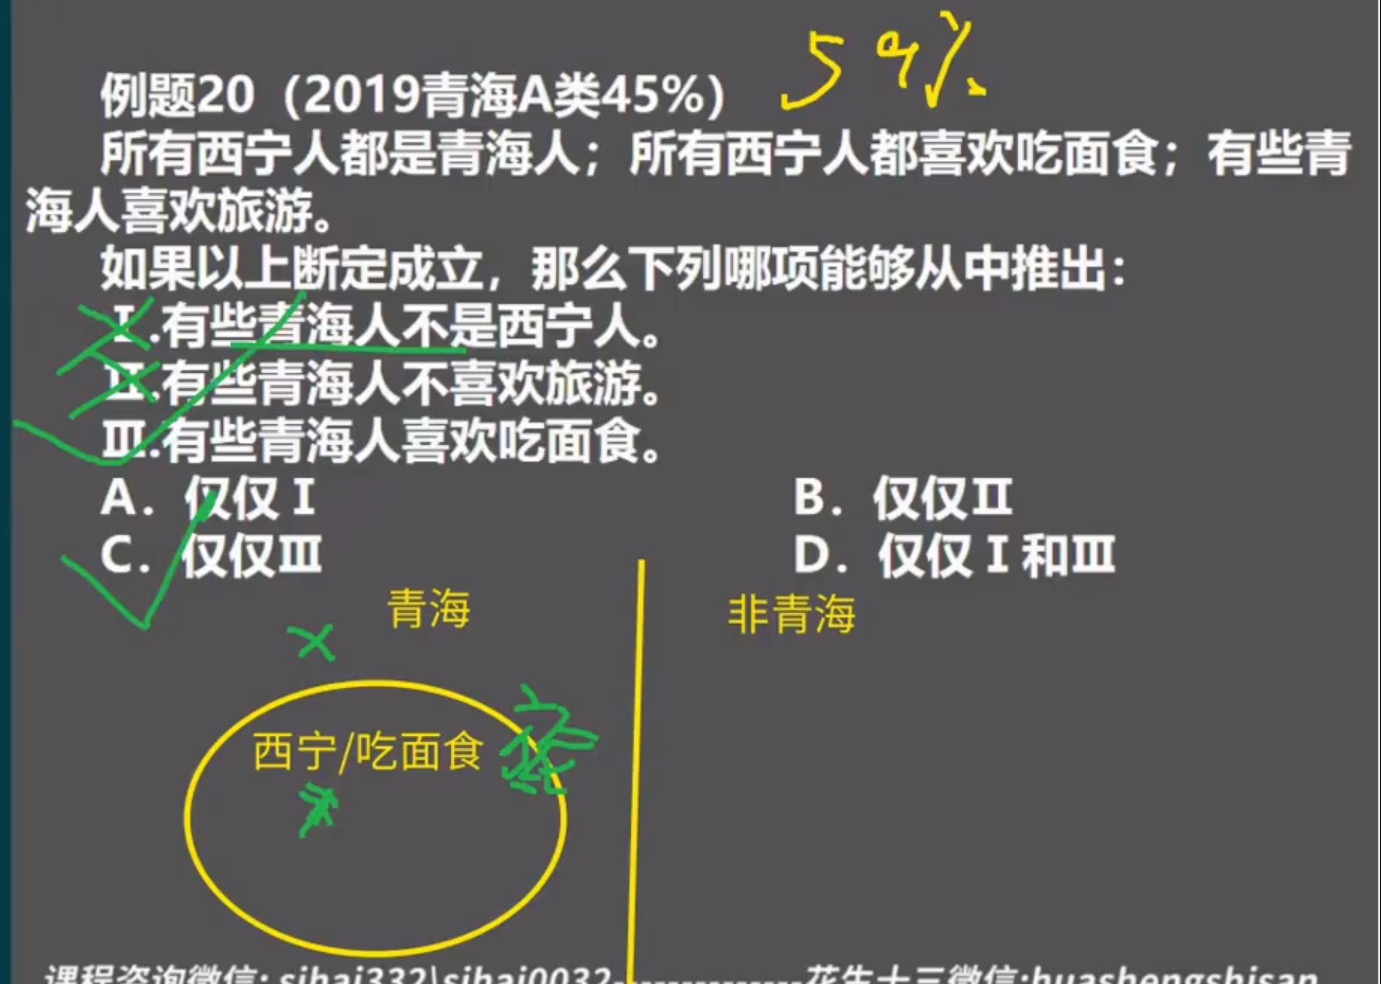 例题20（2019青海A类45%） 59%
所有西宁人都是青海人；所有西宁人都喜欢吃面食；有些青
海人喜欢旅游。
如果以上断定成立，那么下列哪项能够从中推出：
Ⅰ.有些青海人不是西宁人。
Ⅱ.有些青海人不喜欢旅游。
Ⅲ.有些青海人喜欢吃面食。
A. 仅仅Ⅰ B. 仅仅Ⅱ
C. 仅仅Ⅲ D. 仅仅Ⅰ和Ⅲ
青海 非青海
西宁/吃面食
课程咨询微信: sihai332\sihai0032--------------花生十三微信:huashengshisan